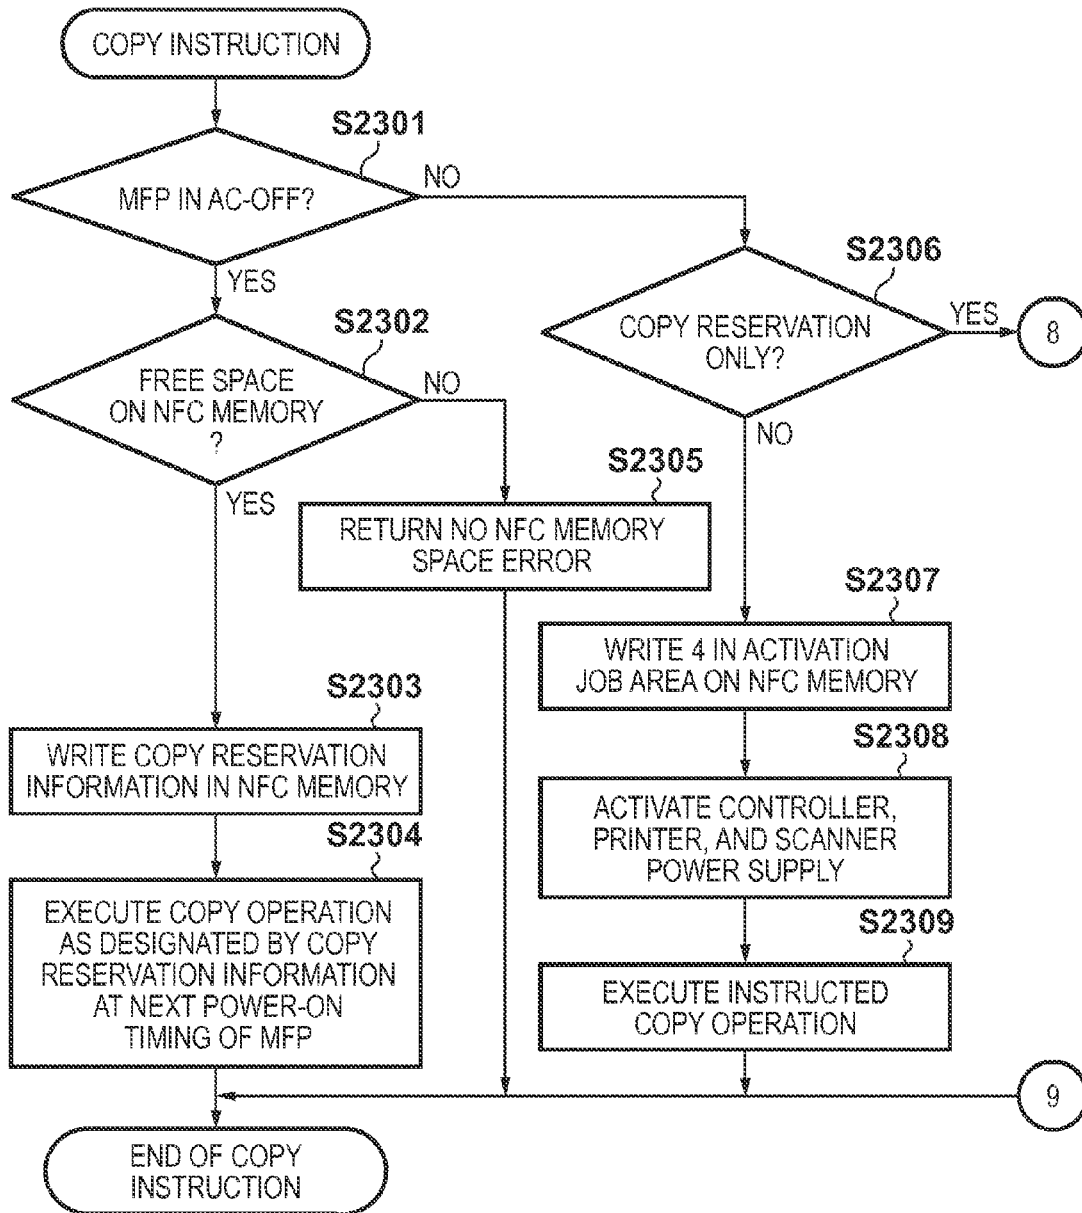 COPY INSTRUCTION
S2301
MFP IN AC-OFF?
NO
YES
S2306
COPY RESERVATION
ONLY?
YES
8
NO
S2302
FREE SPACE
ON NFC MEMORY
?
NO
YES
S2305
RETURN NO NFC MEMORY
SPACE ERROR
S2307
WRITE 4 IN ACTIVATION
JOB AREA ON NFC MEMORY
S2303
WRITE COPY RESERVATION
INFORMATION IN NFC MEMORY
S2308
ACTIVATE CONTROLLER,
PRINTER, AND SCANNER
POWER SUPPLY
S2304
EXECUTE COPY OPERATION
AS DESIGNATED BY COPY
RESERVATION INFORMATION
AT NEXT POWER-ON
TIMING OF MFP
S2309
EXECUTE INSTRUCTED
COPY OPERATION
9
END OF COPY
INSTRUCTION